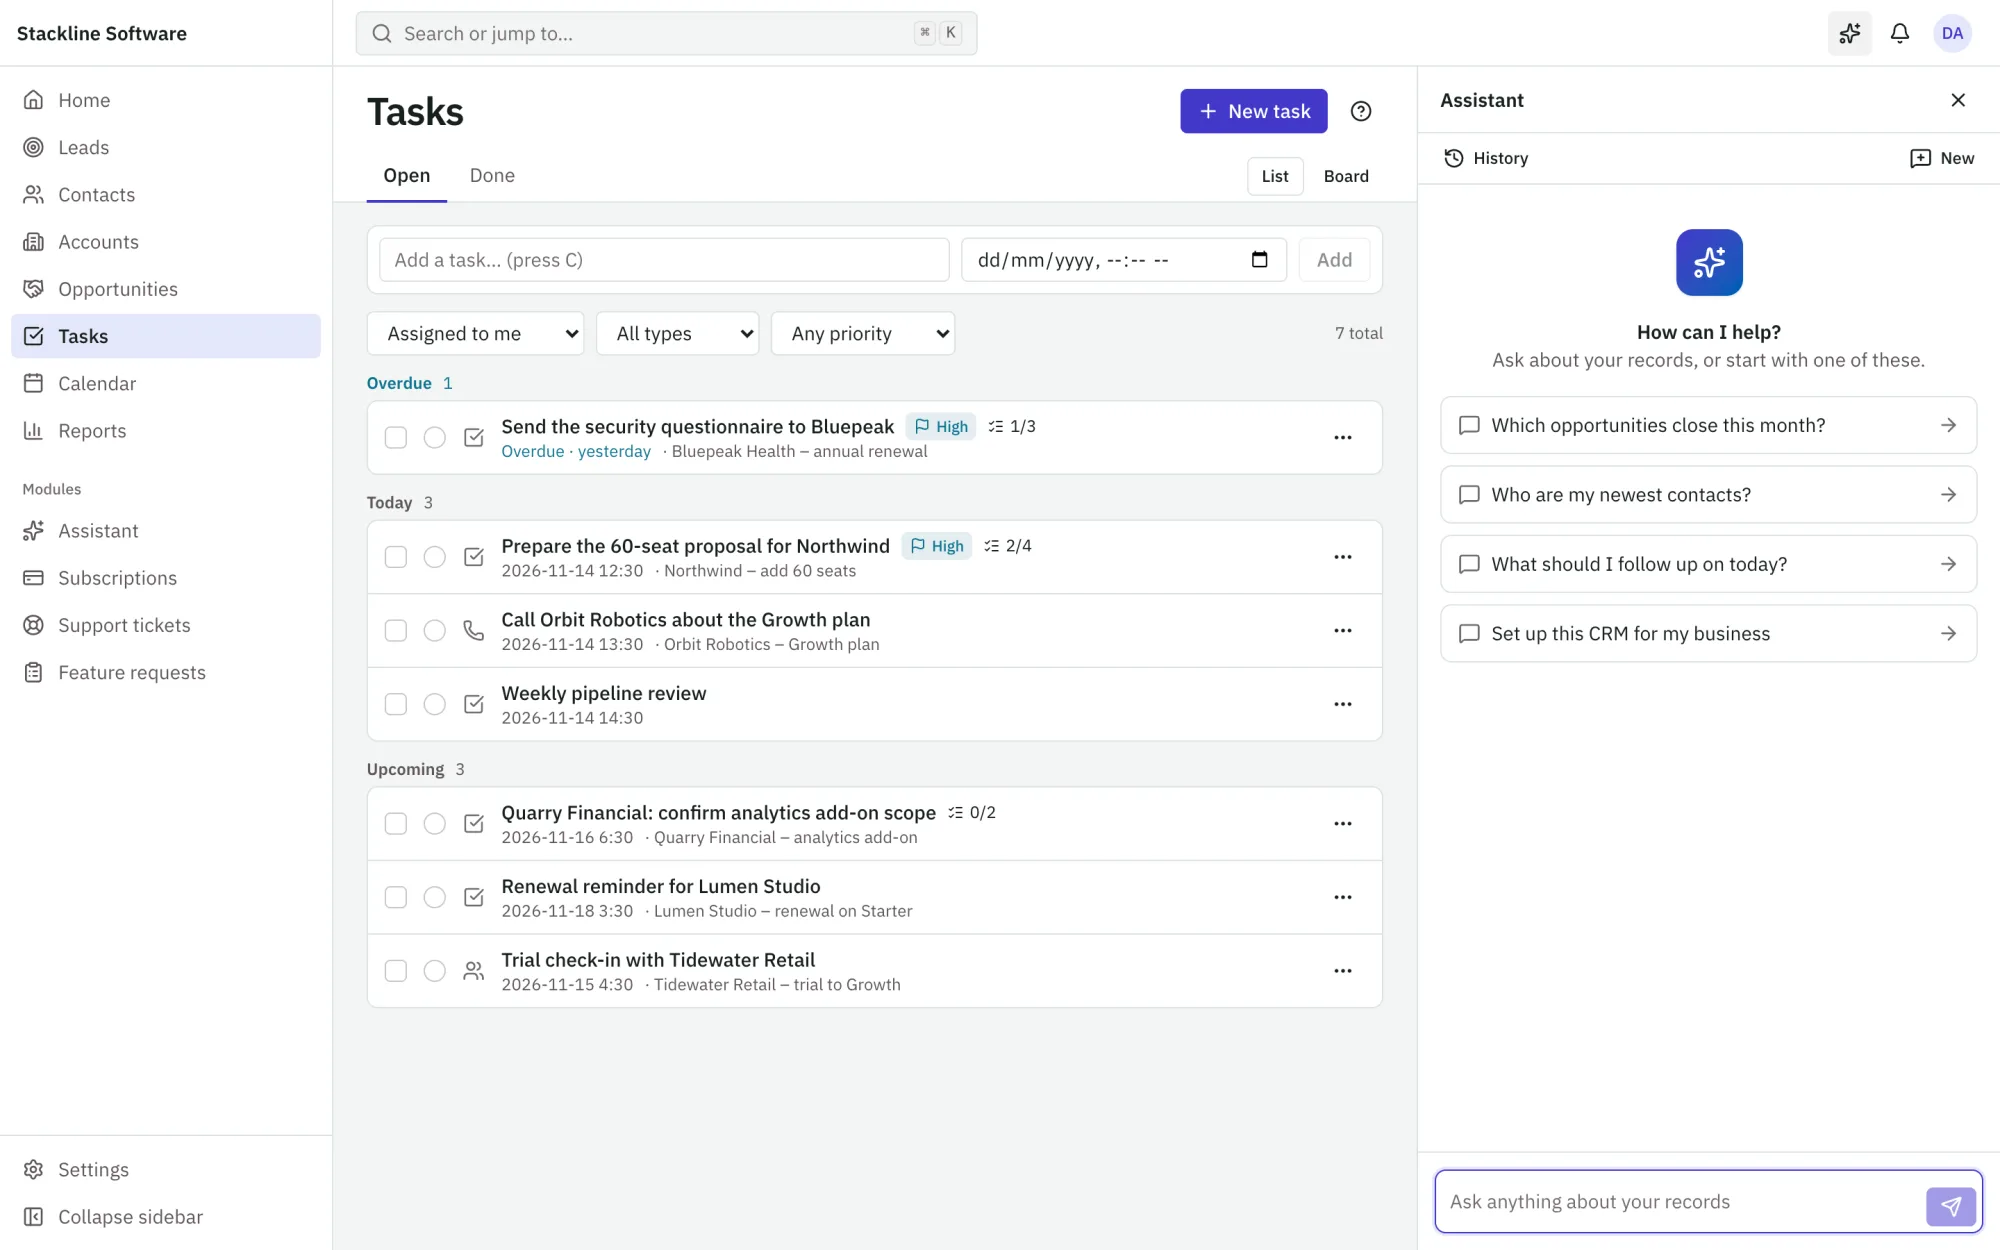 Stackline Software
Search or jump to...
⌘ K
DA
Home
Leads
Contacts
Accounts
Opportunities
Tasks
Calendar
Reports
Modules
Assistant
Subscriptions
Support tickets
Feature requests
Settings
Collapse sidebar
Tasks
New task
Open
Done
List
Board
Add a task... (press C)
dd/mm/yyyy, --:-- --
Add
Assigned to me
All types
Any priority
7 total
Overdue 1
Send the security questionnaire to Bluepeak High 1/3
Overdue · yesterday · Bluepeak Health – annual renewal
Today 3
Prepare the 60-seat proposal for Northwind High 2/4
2026-11-14 12:30 · Northwind – add 60 seats
Call Orbit Robotics about the Growth plan
2026-11-14 13:30 · Orbit Robotics – Growth plan
Weekly pipeline review
2026-11-14 14:30
Upcoming 3
Quarry Financial: confirm analytics add-on scope 0/2
2026-11-16 6:30 · Quarry Financial – analytics add-on
Renewal reminder for Lumen Studio
2026-11-18 3:30 · Lumen Studio – renewal on Starter
Trial check-in with Tidewater Retail
2026-11-15 4:30 · Tidewater Retail – trial to Growth
Assistant
History
New
How can I help?
Ask about your records, or start with one of these.
Which opportunities close this month?
Who are my newest contacts?
What should I follow up on today?
Set up this CRM for my business
Ask anything about your records